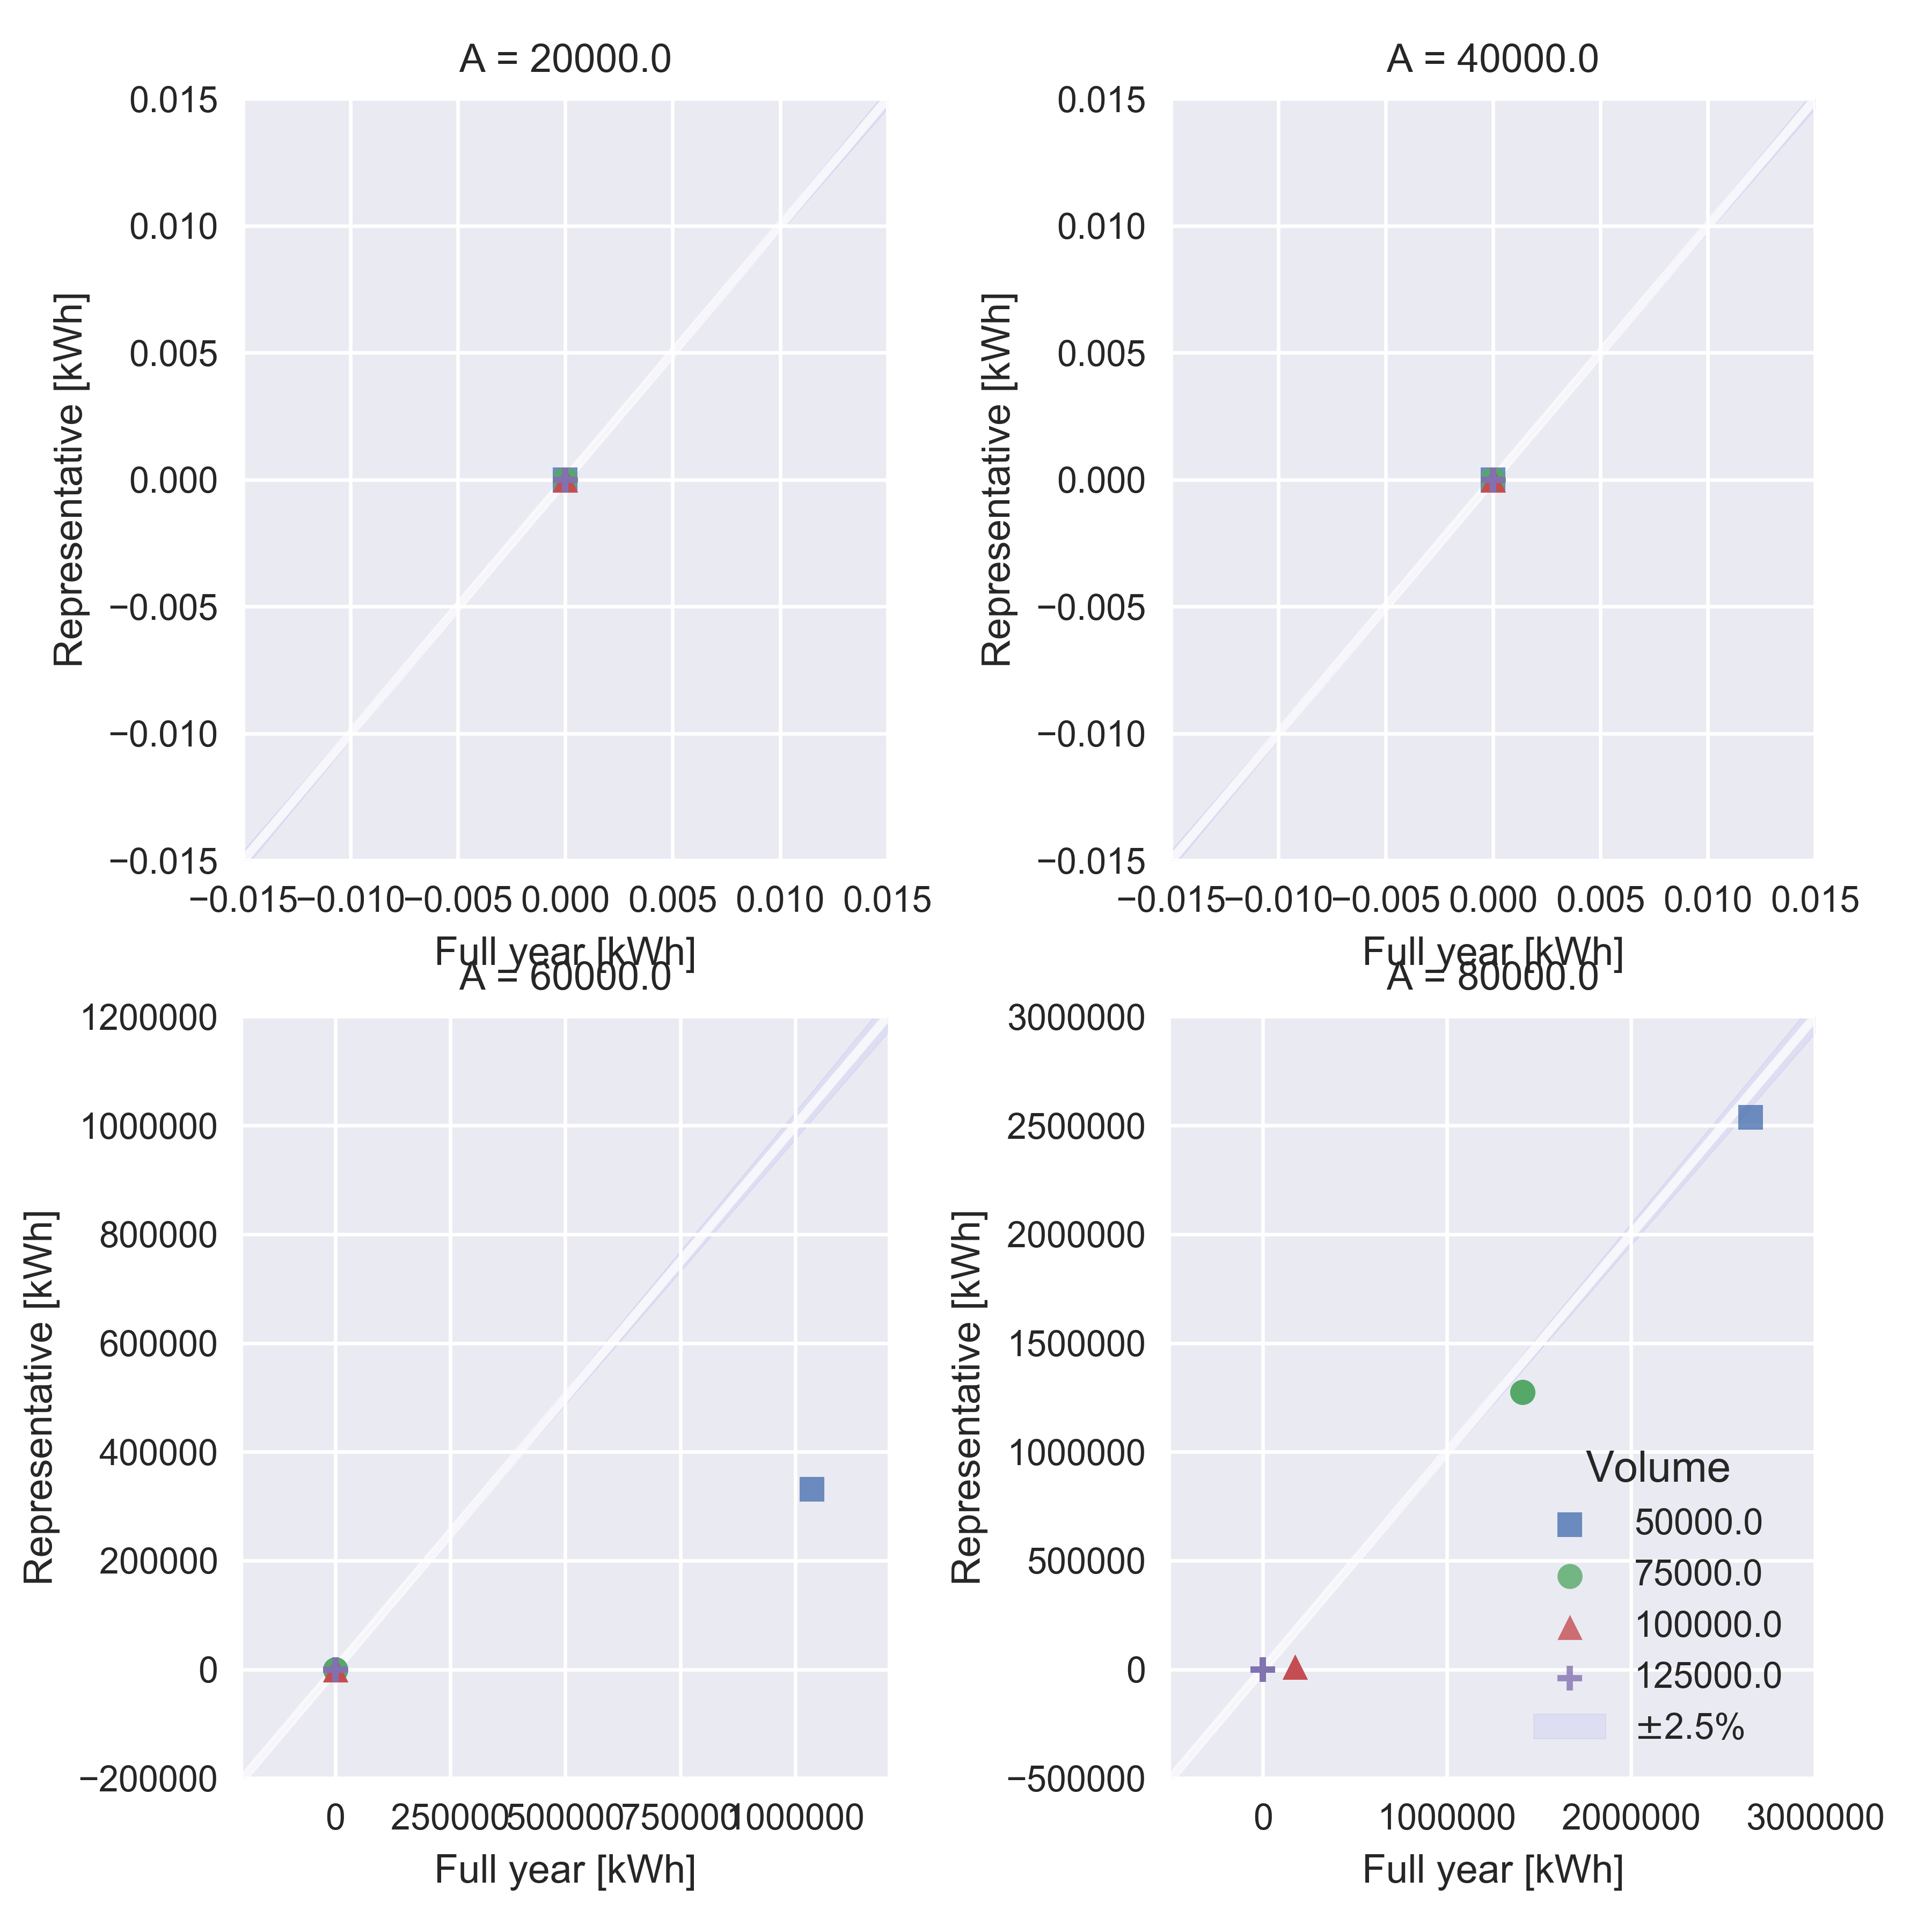 A = 20000.0
0.015
0.010
0.005
0.000
−0.005
−0.010
−0.015
Representative [kWh]
−0.015 −0.010 −0.005 0.000 0.005 0.010 0.015
Full year [kWh]
A = 40000.0
0.015
0.010
0.005
0.000
−0.005
−0.010
−0.015
Representative [kWh]
−0.015 −0.010 −0.005 0.000 0.005 0.010 0.015
Full year [kWh]
A = 60000.0
1200000
1000000
800000
600000
400000
200000
0
−200000
Representative [kWh]
0 250000 500000 750000 1000000
Full year [kWh]
A = 80000.0
3000000
2500000
2000000
1500000
1000000
500000
0
−500000
Representative [kWh]
0 1000000 2000000 3000000
Full year [kWh]
Volume
50000.0
75000.0
100000.0
125000.0
±2.5%